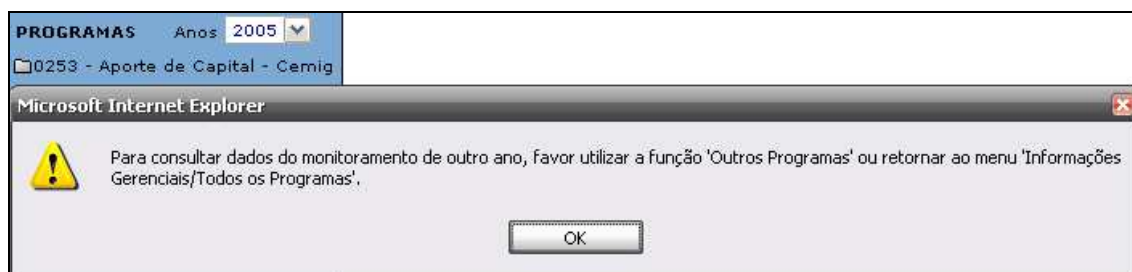 PROGRAMAS Anos 2005
0253 - Aporte de Capital - Cemig
Microsoft Internet Explorer
Para consultar dados do monitoramento de outro ano, favor utilizar a função 'Outros Programas' ou retornar ao menu 'Informações
Gerenciais/Todos os Programas'.
OK